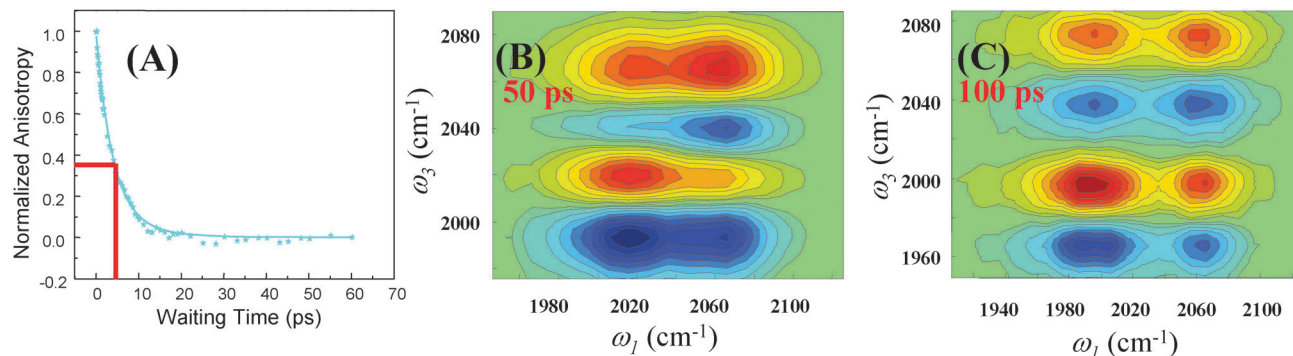 (A)
Normalized Anisotropy
1.0
0.8
0.6
0.4
0.2
0.0
-0.2
0 10 20 30 40 50 60 70
Waiting Time (ps)
(B)
50 ps
ω3 (cm-1)
2080
2040
2000
1980 2020 2060 2100
ω1 (cm-1)
(C)
100 ps
ω3 (cm-1)
2080
2040
2000
1960
1940 1980 2020 2060 2100
ω1 (cm-1)